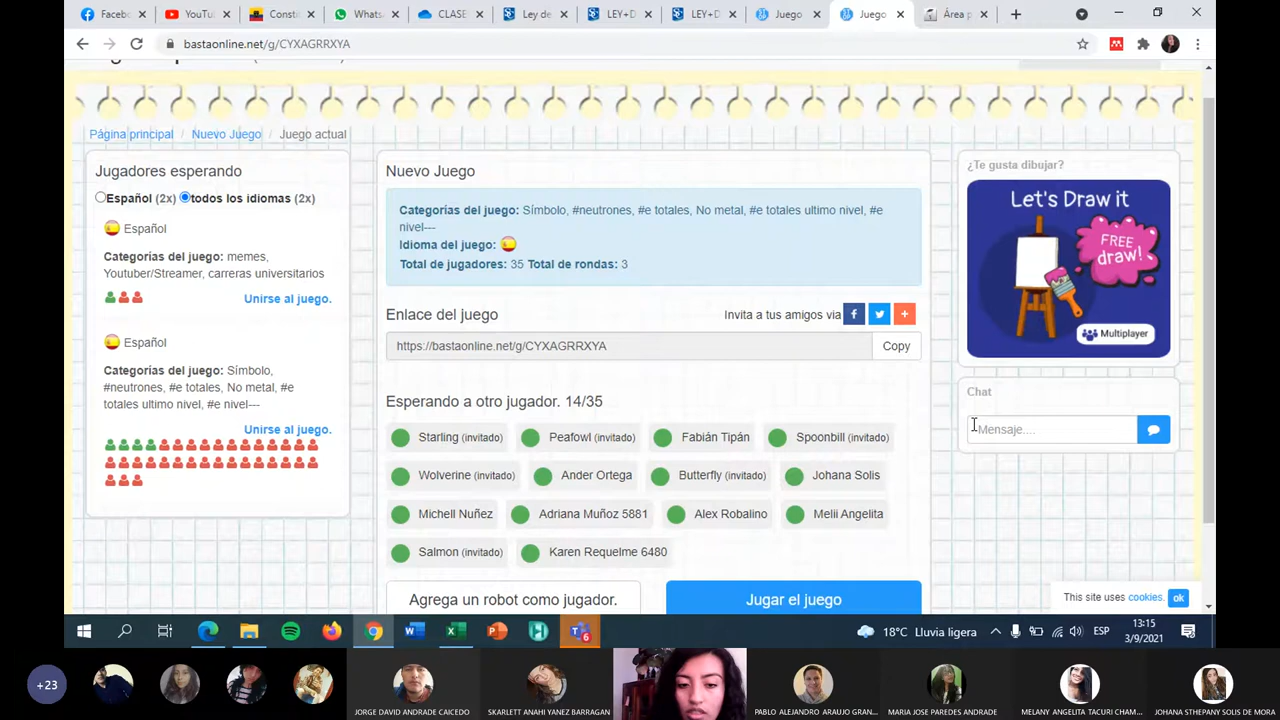 Faceb
YouTu
Consti
Whats
CLASE
Ley de
LEY+D
LEY+D
Juego
Juego
Área p
bastaonline.net/g/CYXAGRRXYA
Página principal / Nuevo Juego / Juego actual
Jugadores esperando
Español (2x) todos los idiomas (2x)
Español
Categorías del juego: memes,
Youtuber/Streamer, carreras universitarios
Unirse al juego.
Español
Categorías del juego: Símbolo,
#neutrones, #e totales, No metal, #e
totales ultimo nivel, #e nivel---
Unirse al juego.
Nuevo Juego
Categorías del juego: Símbolo, #neutrones, #e totales, No metal, #e totales ultimo nivel, #e
nivel---
Idioma del juego:
Total de jugadores: 35 Total de rondas: 3
Enlace del juego
Invita a tus amigos via
https://bastaonline.net/g/CYXAGRRXYA
Copy
Esperando a otro jugador. 14/35
Starling (invitado)
Peafowl (invitado)
Fabián Tipán
Spoonbill (invitado)
Wolverine (invitado)
Ander Ortega
Butterfly (invitado)
Johana Solis
Michell Nuñez
Adriana Muñoz 5881
Alex Robalino
Melii Angelita
Salmon (invitado)
Karen Requelme 6480
Agrega un robot como jugador.
Jugar el juego
¿Te gusta dibujar?
Let's Draw it
FREE
draw!
Multiplayer
Chat
Mensaje....
This site uses cookies. ok
18°C Lluvia ligera
ESP
13:15
3/9/2021
+23
JORGE DAVID ANDRADE CAICEDO
SKARLETT ANAHI YANEZ BARRAGAN
PABLO ALEJANDRO ARAUJO GRAN...
MARIA JOSE PAREDES ANDRADE
MELANY ANGELITA TACURI CHAM...
JOHANA STHEPANY SOLIS DE MORA